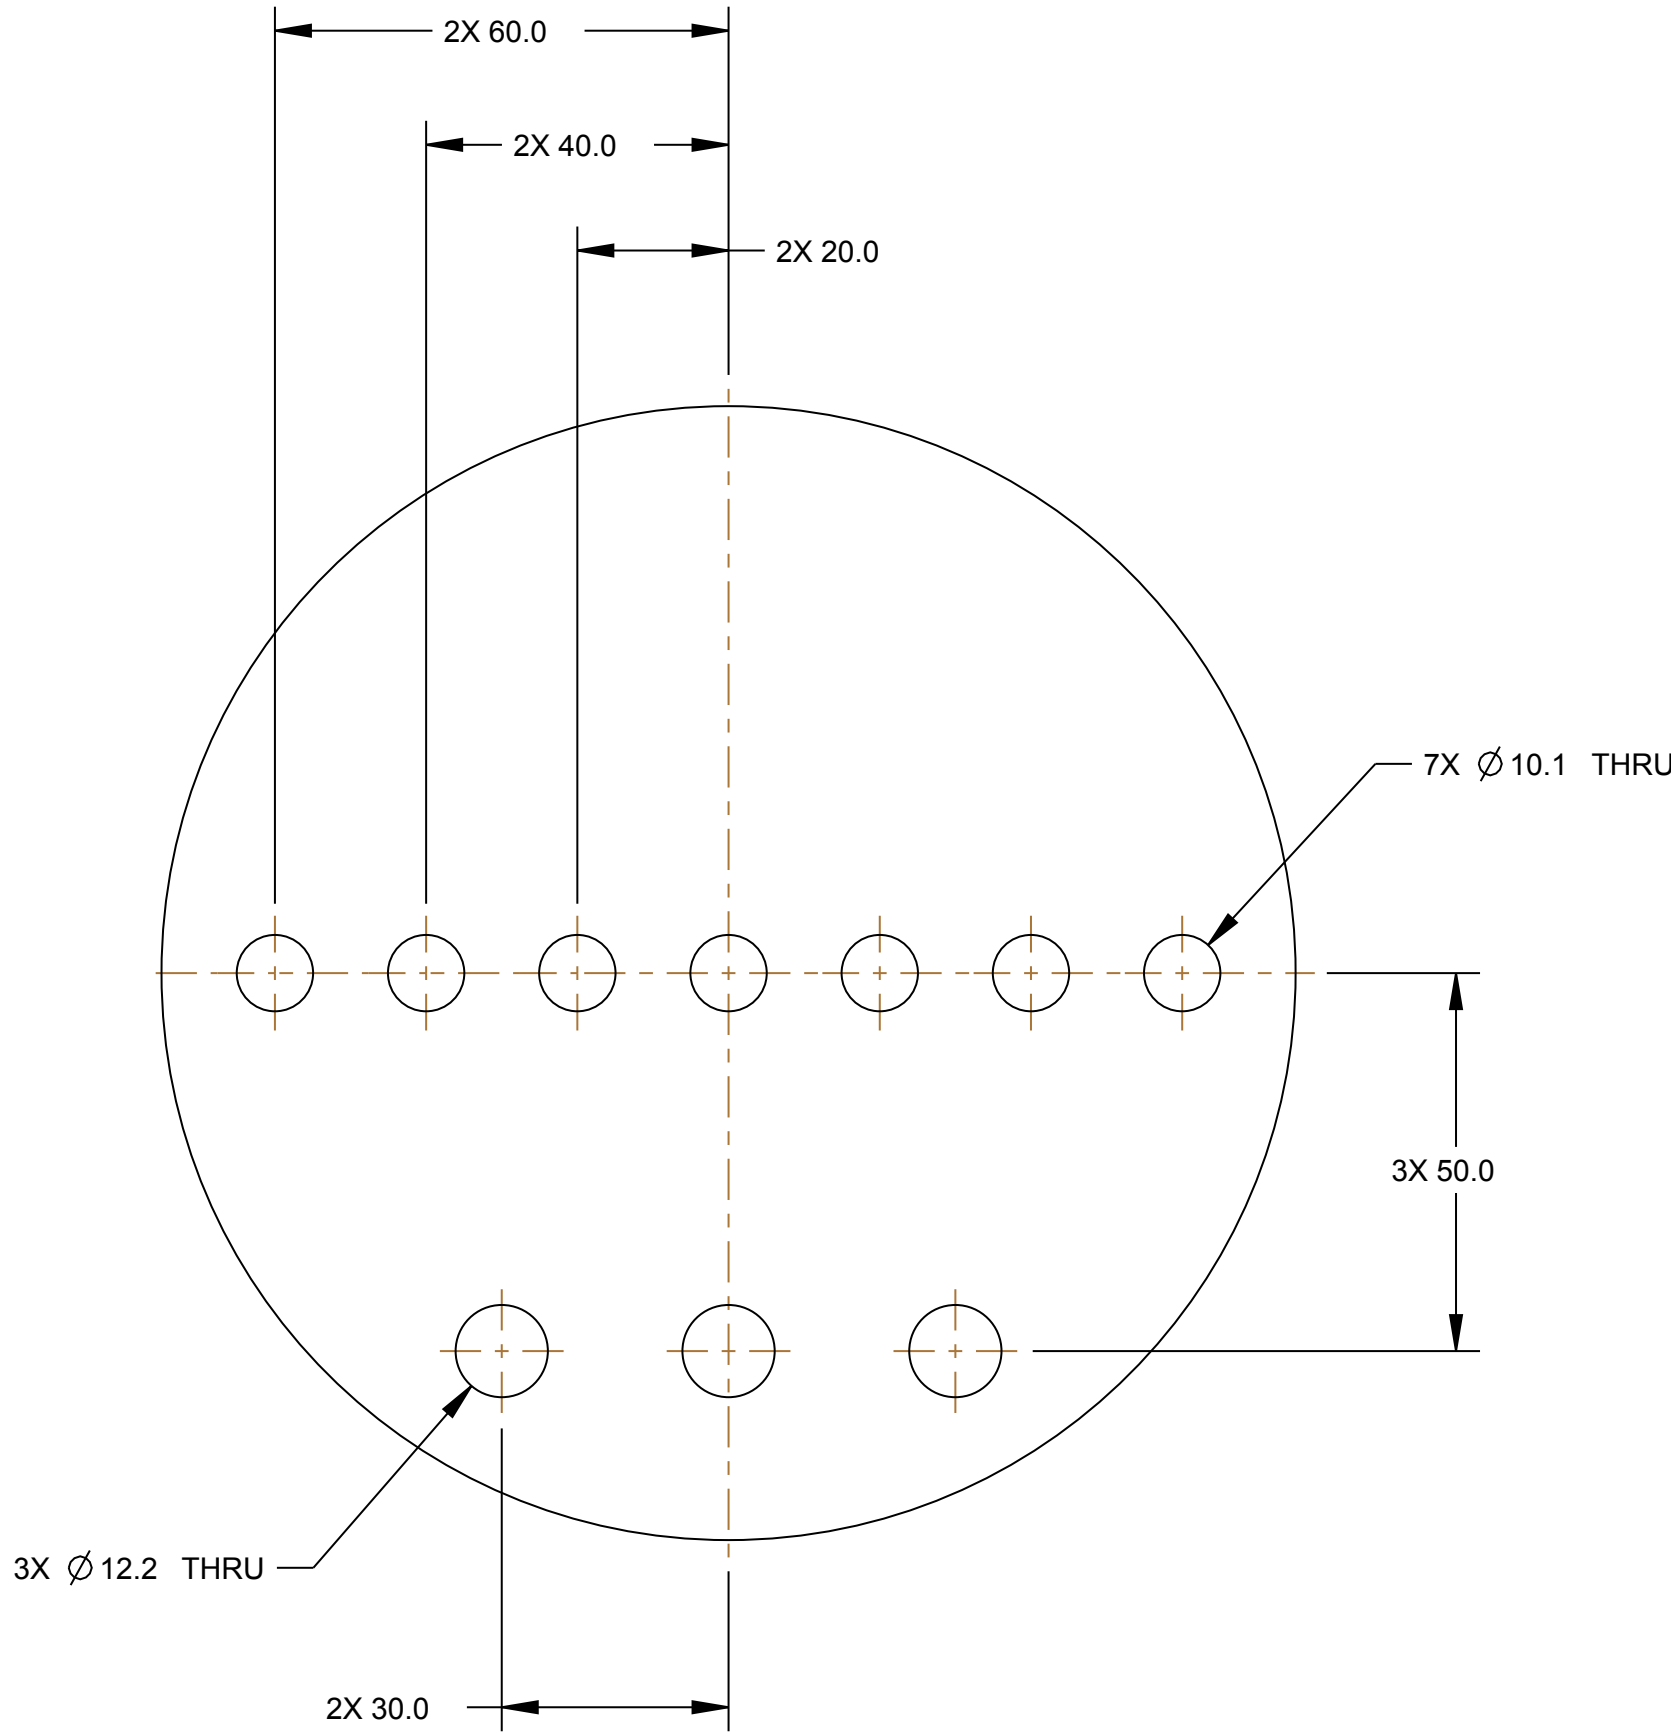 2X 60.0
2X 40.0
2X 20.0
7X ∅ 10.1 THRU
3X 50.0
3X ∅ 12.2 THRU
2X 30.0